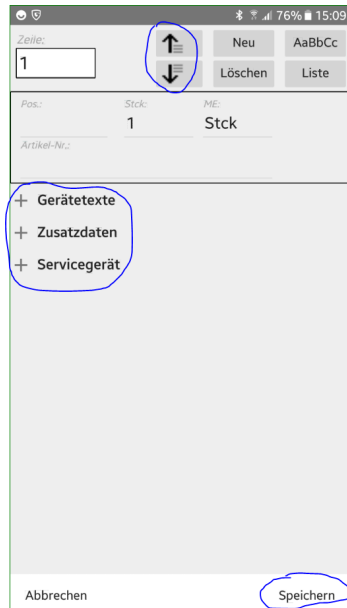 76% 15:09
Zeile:
1
Neu
AaBbCc
Löschen
Liste
Pos.: Stck: ME:
1 Stck
Artikel-Nr.:
+ Gerätetexte
+ Zusatzdaten
+ Servicegerät
Abbrechen Speichern